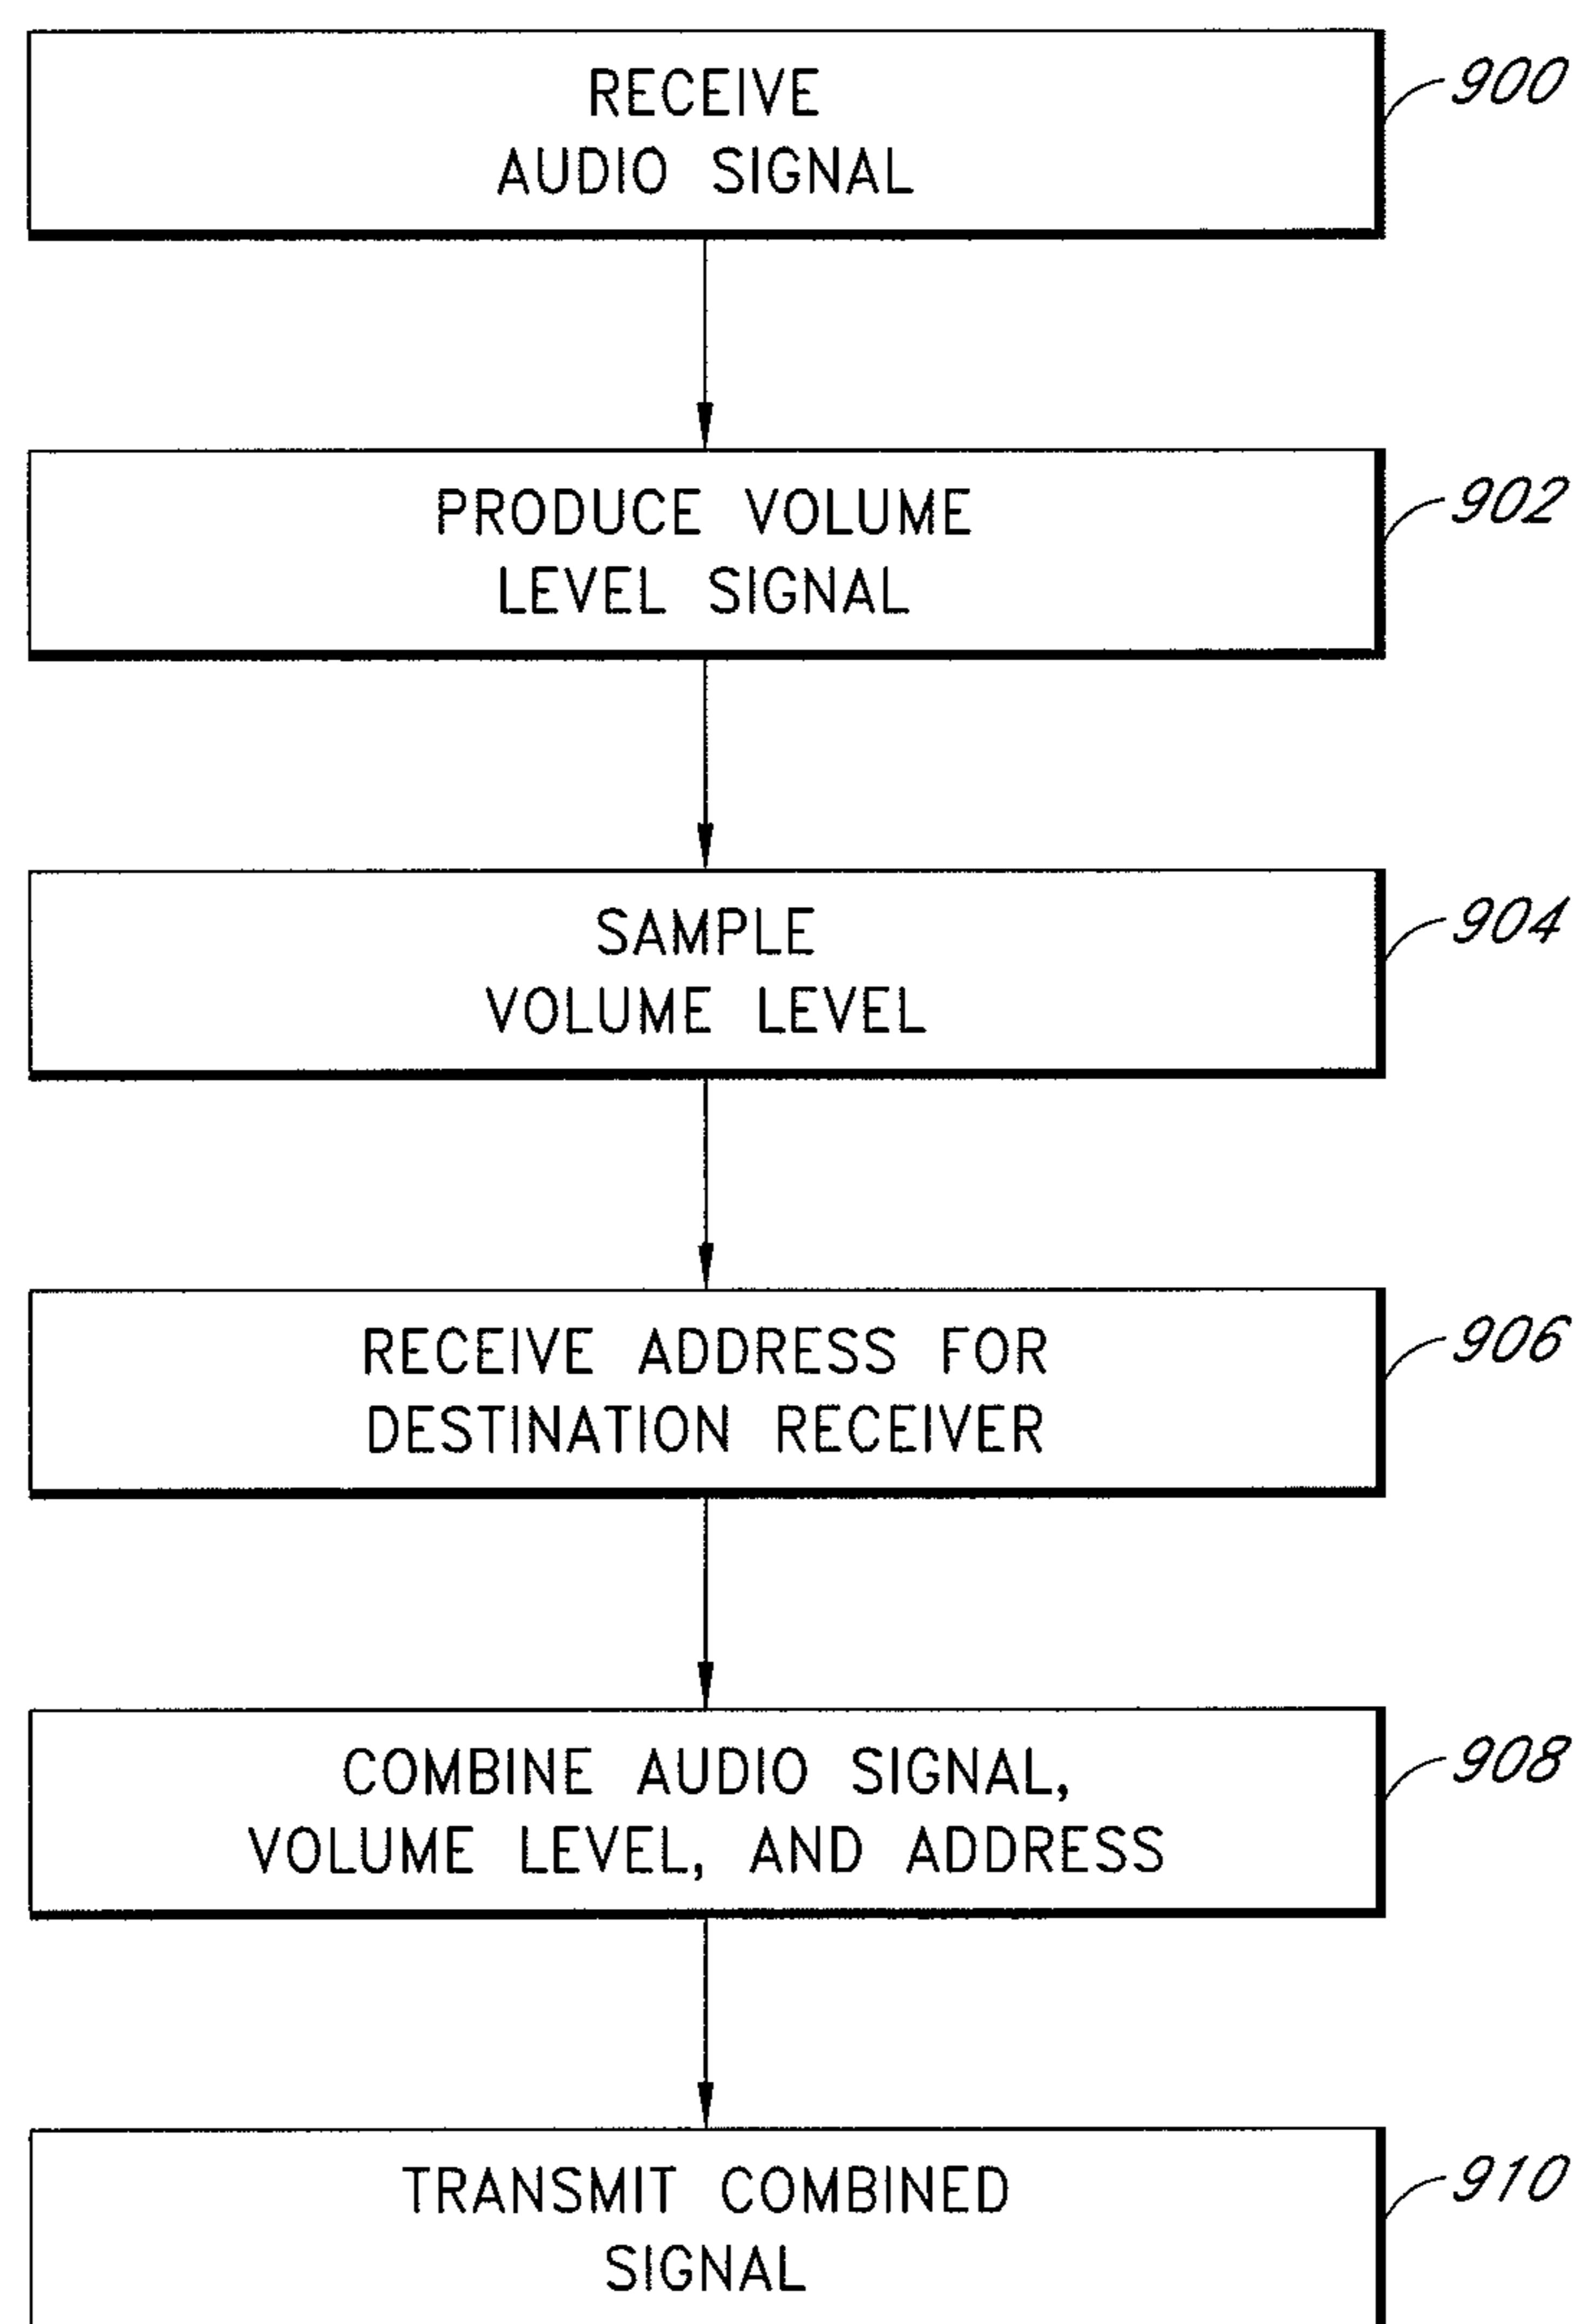 RECEIVE
AUDIO SIGNAL
900
PRODUCE VOLUME
LEVEL SIGNAL
902
SAMPLE
VOLUME LEVEL
904
RECEIVE ADDRESS FOR
DESTINATION RECEIVER
906
COMBINE AUDIO SIGNAL,
VOLUME LEVEL, AND ADDRESS
908
TRANSMIT COMBINED
SIGNAL
910